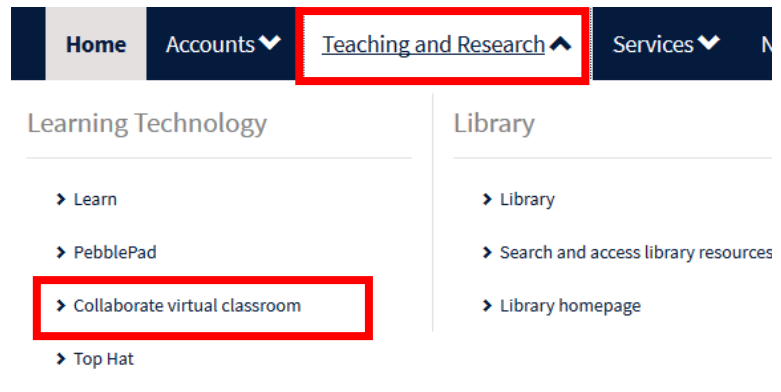 Home Accounts Teaching and Research Services N
Learning Technology
Learn
PebblePad
Collaborate virtual classroom
Top Hat
Library
Library
Search and access library resources
Library homepage